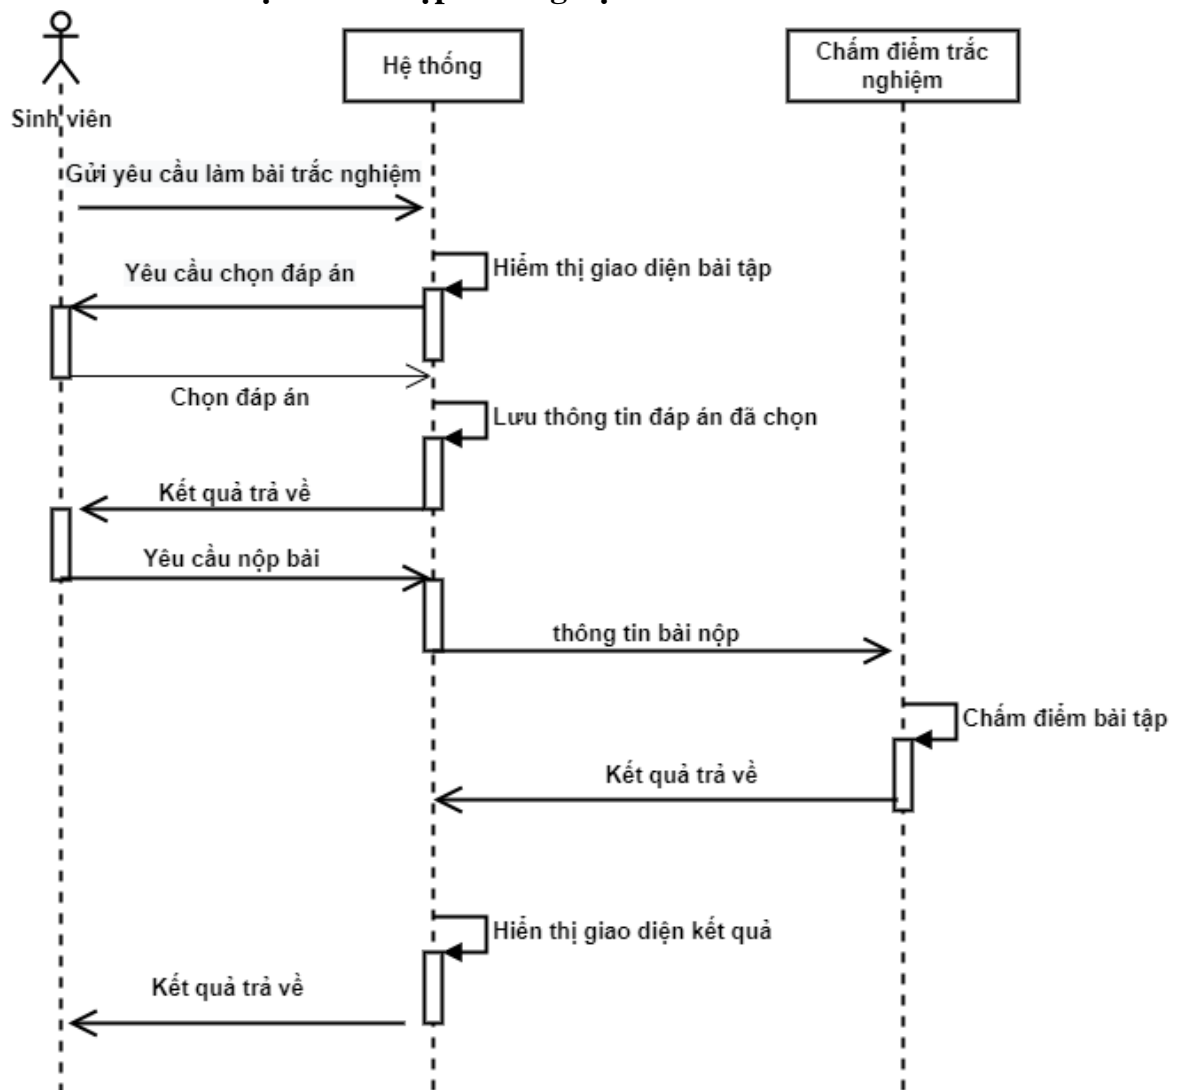 Hệ thống
Chấm điểm trắc
nghiệm
Sinh viên
Gửi yêu cầu làm bài trắc nghiệm
Hiểm thị giao diện bài tập
Yêu cầu chọn đáp án
Chọn đáp án
Lưu thông tin đáp án đã chọn
Kết quả trả về
Yêu cầu nộp bài
thông tin bài nộp
Chấm điểm bài tập
Kết quả trả về
Hiển thị giao diện kết quả
Kết quả trả về